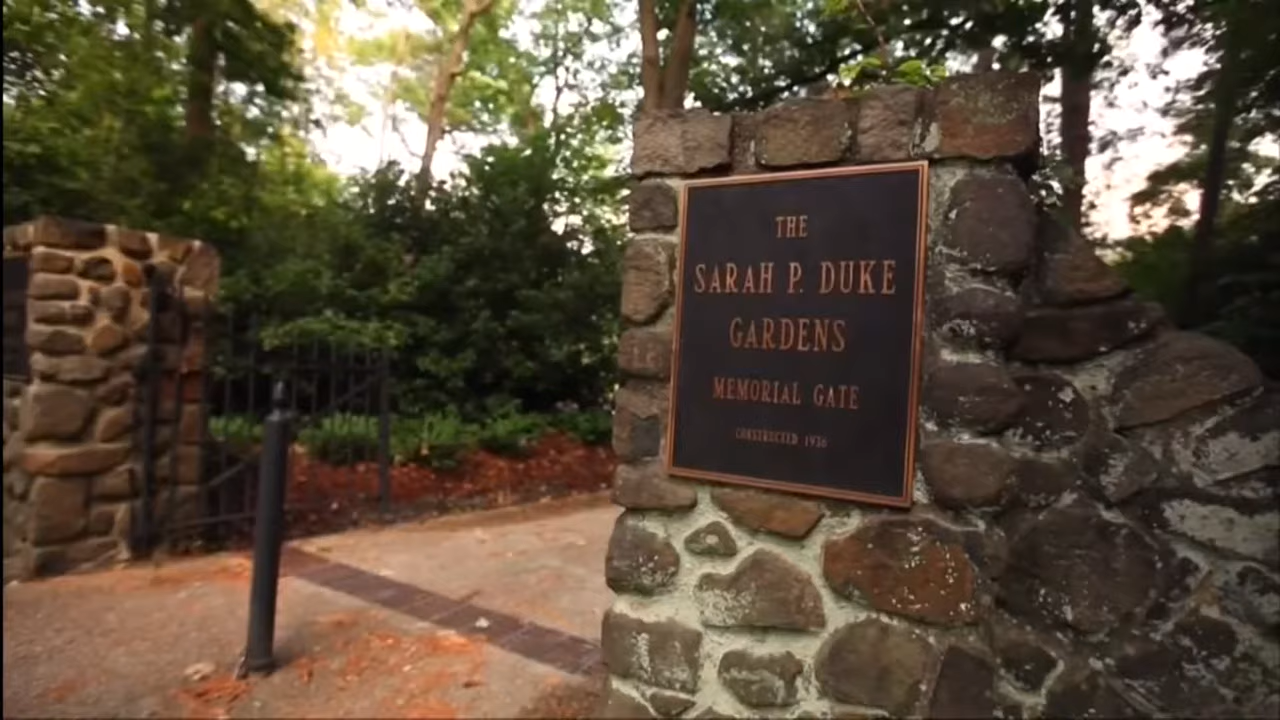 THE
SARAH P. DUKE
GARDENS
MEMORIAL GATE
CONSTRUCTED 1936